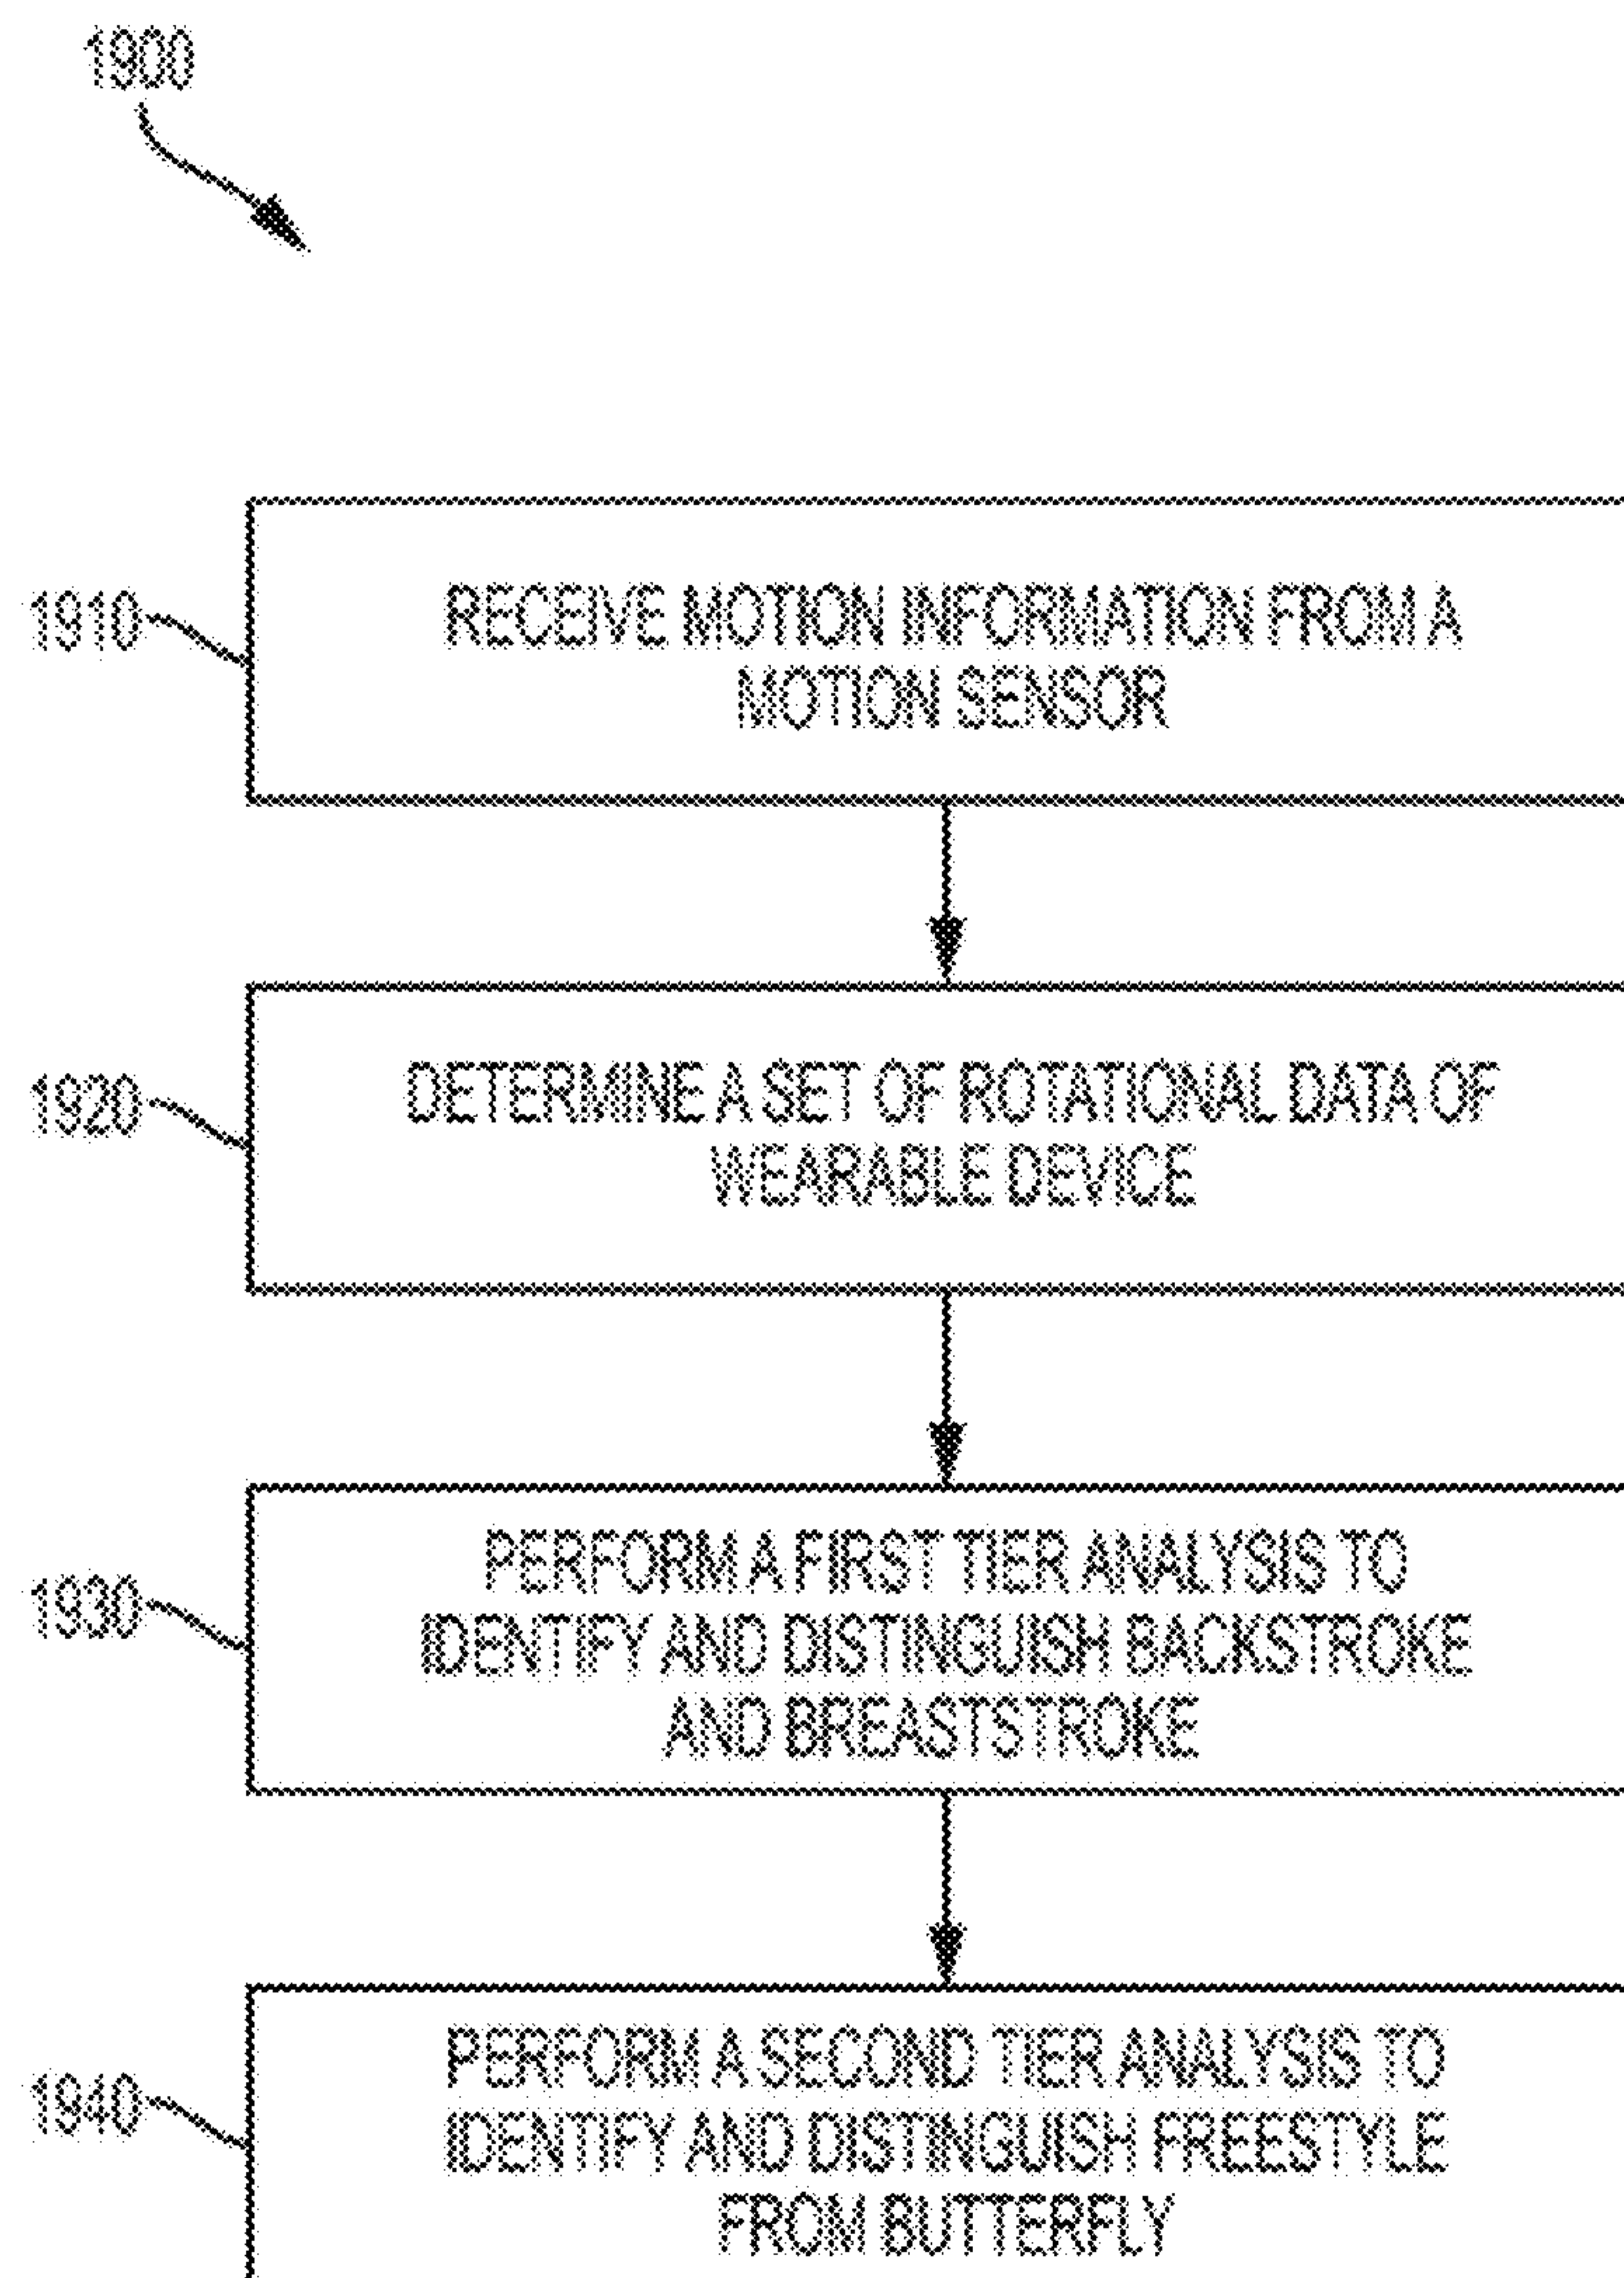 1900
1910
RECEIVE MOTION INFORMATION FROM A
MOTION SENSOR
1920
DETERMINE A SET OF ROTATIONAL DATA OF
WEARABLE DEVICE
1930
PERFORM A FIRST TIER ANALYSIS TO
IDENTIFY AND DISTINGUISH BACKSTROKE
AND BREASTSTROKE
1940
PERFORM A SECOND TIER ANALYSIS TO
IDENTIFY AND DISTINGUISH FREESTYLE
FROM BUTTERFLY